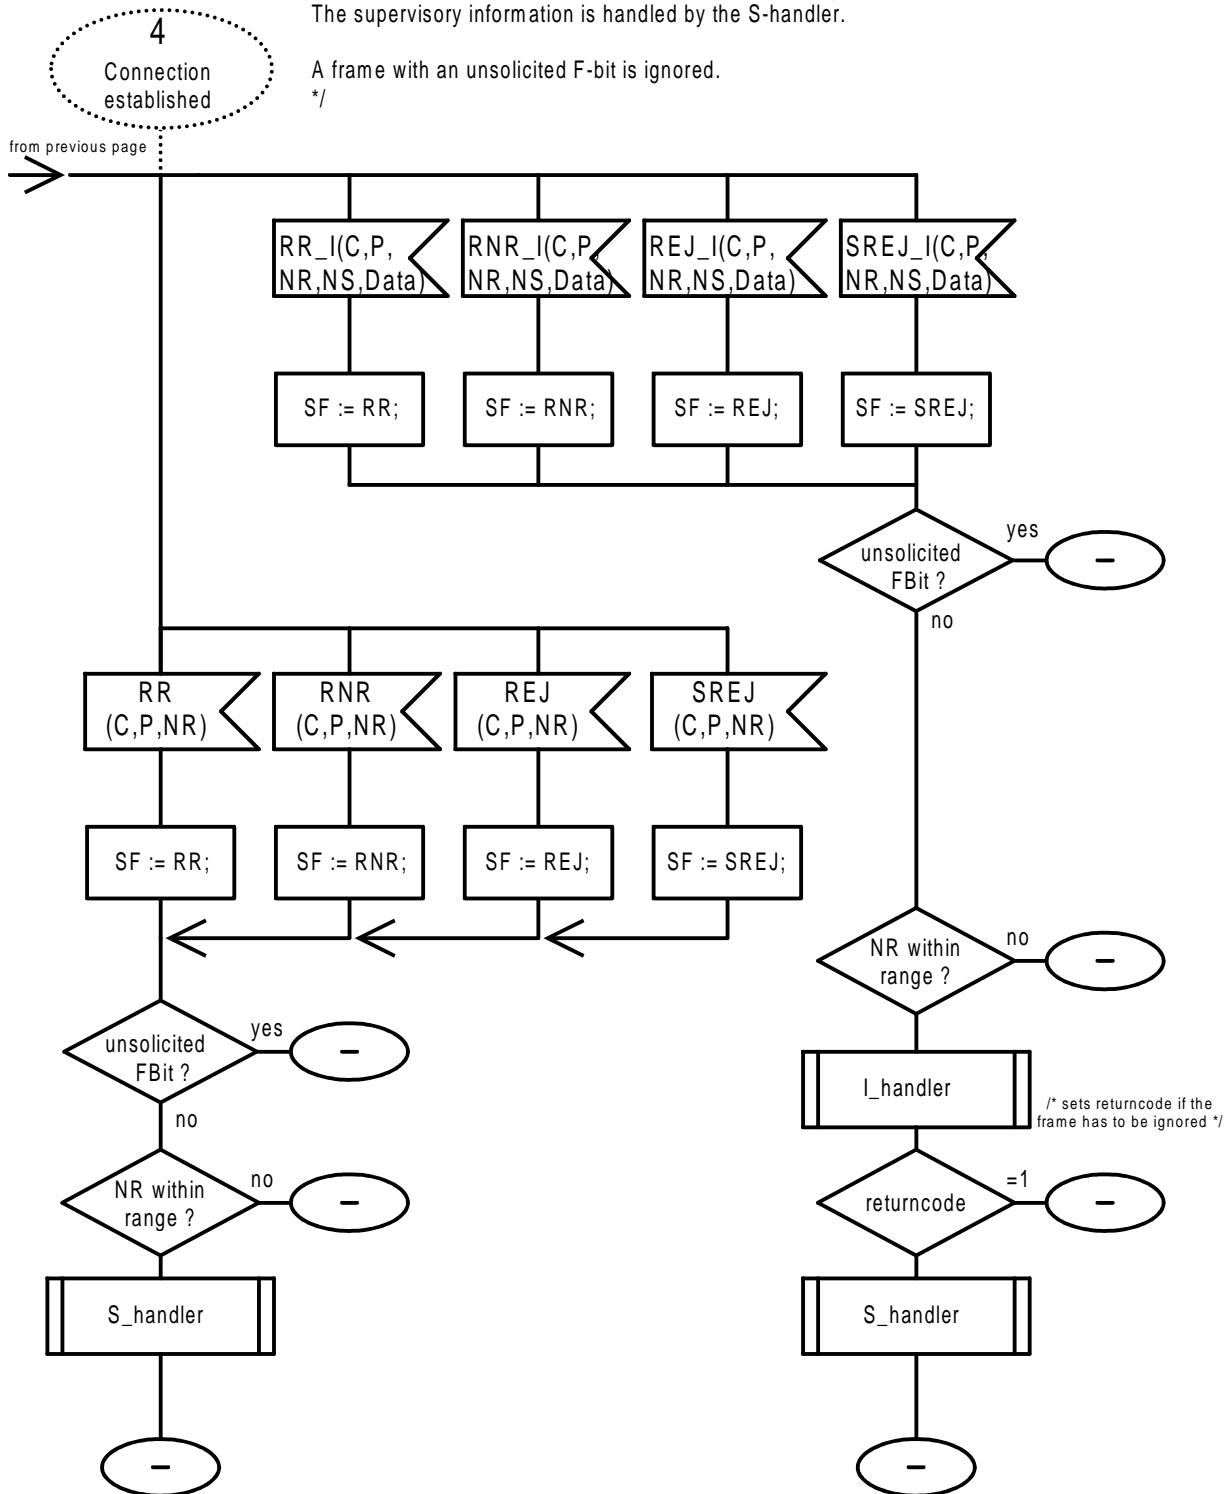 The supervisory information is handled by the S-handler.
4
Connection
established
A frame with an unsolicited F-bit is ignored.
*/
from previous page
RR_I(C,P,
NR,NS,Data)
RNR_I(C,P,
NR,NS,Data)
REJ_I(C,P,
NR,NS,Data)
SREJ_I(C,P,
NR,NS,Data)
SF := RR;
SF := RNR;
SF := REJ;
SF := SREJ;
unsolicited
FBit ?
yes
–
no
RR
(C,P,NR)
RNR
(C,P,NR)
REJ
(C,P,NR)
SREJ
(C,P,NR)
SF := RR;
SF := RNR;
SF := REJ;
SF := SREJ;
NR within
range ?
no
–
unsolicited
FBit ?
yes
–
no
I_handler
/* sets returncode if the
frame has to be ignored */
NR within
range ?
no
–
returncode
=1
–
S_handler
S_handler
–
–